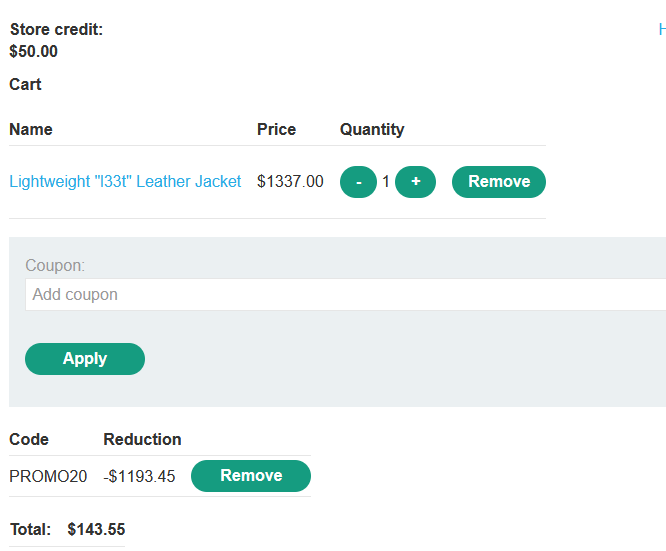 Store credit:
$50.00
H
Cart
Name Price Quantity
Lightweight "l33t" Leather Jacket $1337.00 - 1 + Remove
Coupon:
Add coupon
Apply
Code Reduction
PROMO20 -$1193.45 Remove
Total: $143.55